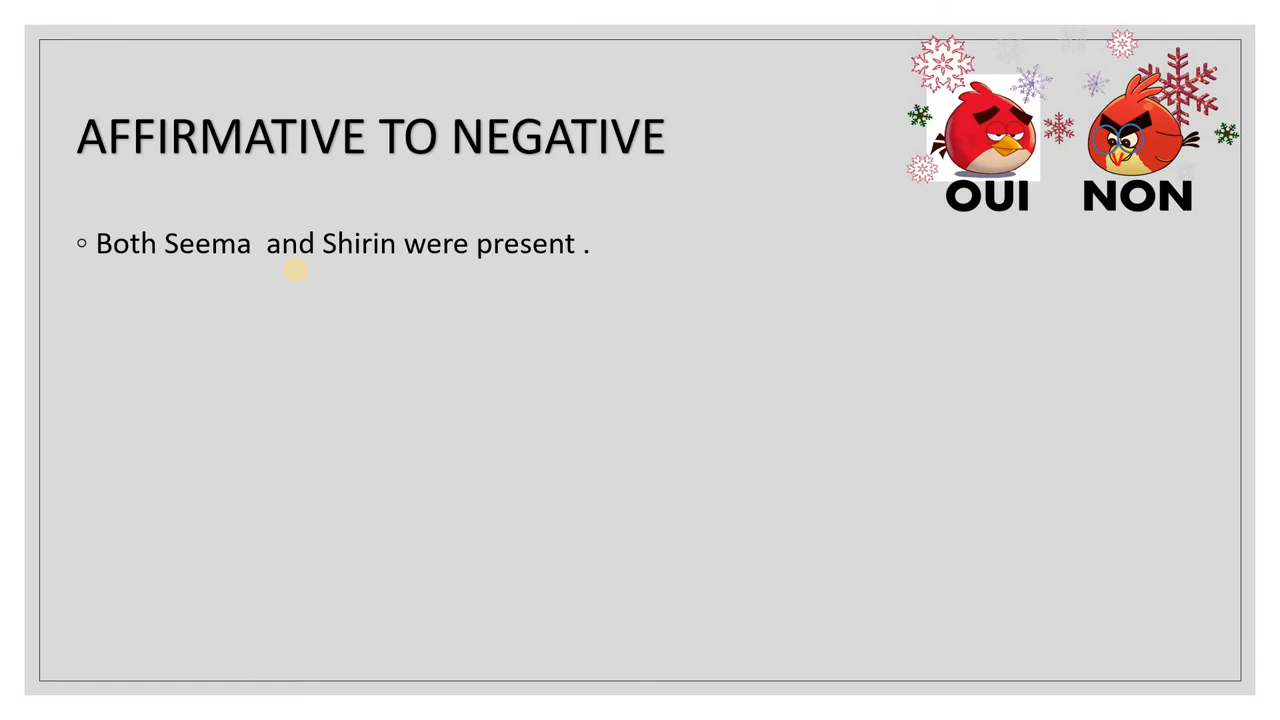 AFFIRMATIVE TO NEGATIVE
OUI NON
◦ Both Seema  and Shirin were present .